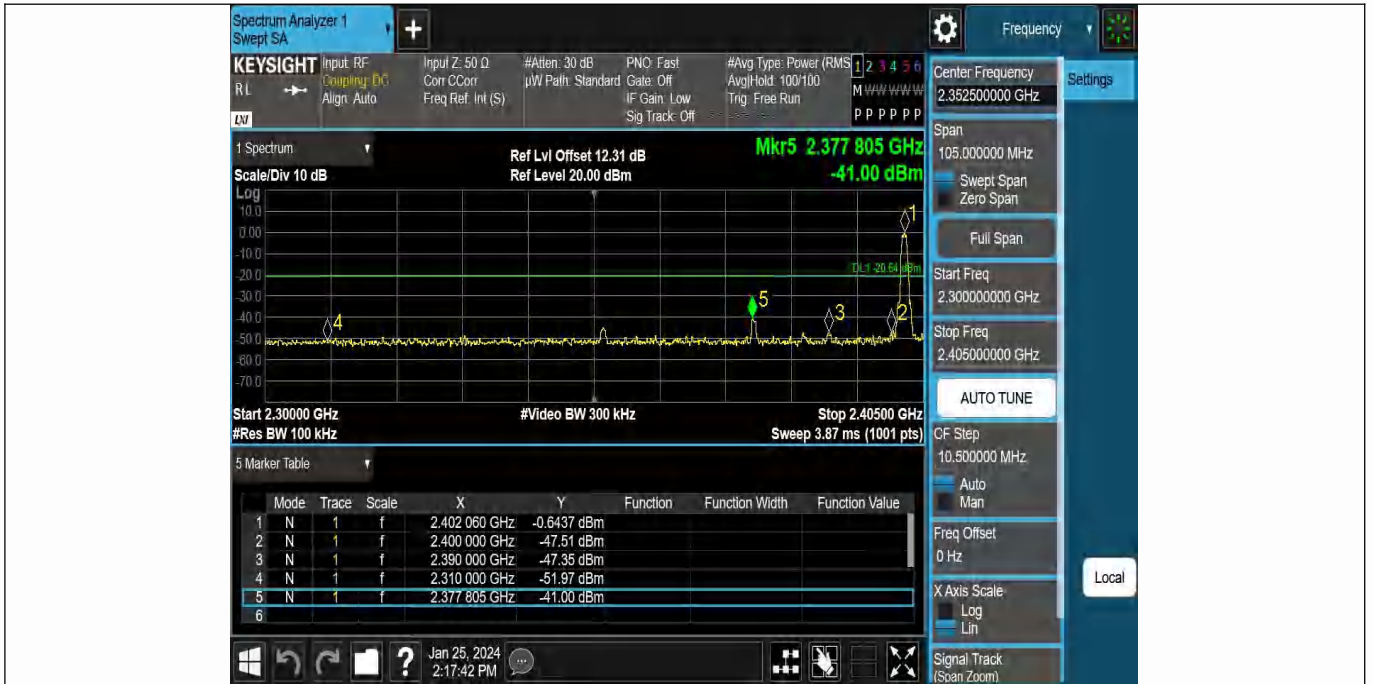 Spectrum Analyzer 1
Swept SA
+
Frequency
KEYSIGHT
RL
LXI
Input: RF
Coupling: DC
Align: Auto
Input Z: 50 Ω
Corr CCorr
Freq Ref: Int (S)
#Atten: 30 dB
µW Path: Standard
PNO: Fast
Gate: Off
IF Gain: Low
Sig Track: Off
#Avg Type: Power (RMS
Avg|Hold: 100/100
Trig: Free Run
1 2 3 4 5 6
M W W W W W
P P P P P P
1 Spectrum
Scale/Div 10 dB
Ref Lvl Offset 12.31 dB
Ref Level 20.00 dBm
Mkr5 2.377 805 GHz
-41.00 dBm
Log
10.0
0.00
-10.0
-20.0
-30.0
-40.0
-50.0
-60.0
-70.0
DL1 -20.64 dBm
1
5
4
3
2
Start 2.30000 GHz
#Video BW 300 kHz
Stop 2.40500 GHz
#Res BW 100 kHz
Sweep 3.87 ms (1001 pts)
5 Marker Table
Mode Trace Scale X Y Function Function Width Function Value
1 N 1 f 2.402 060 GHz -0.6437 dBm
2 N 1 f 2.400 000 GHz -47.51 dBm
3 N 1 f 2.390 000 GHz -47.35 dBm
4 N 1 f 2.310 000 GHz -51.97 dBm
5 N 1 f 2.377 805 GHz -41.00 dBm
6
?
Jan 25, 2024
2:17:42 PM
Center Frequency
2.352500000 GHz
Settings
Span
105.000000 MHz
Swept Span
Zero Span
Full Span
Start Freq
2.300000000 GHz
Stop Freq
2.405000000 GHz
AUTO TUNE
CF Step
10.500000 MHz
Auto
Man
Freq Offset
0 Hz
Local
X Axis Scale
Log
Lin
Signal Track
(Span Zoom)